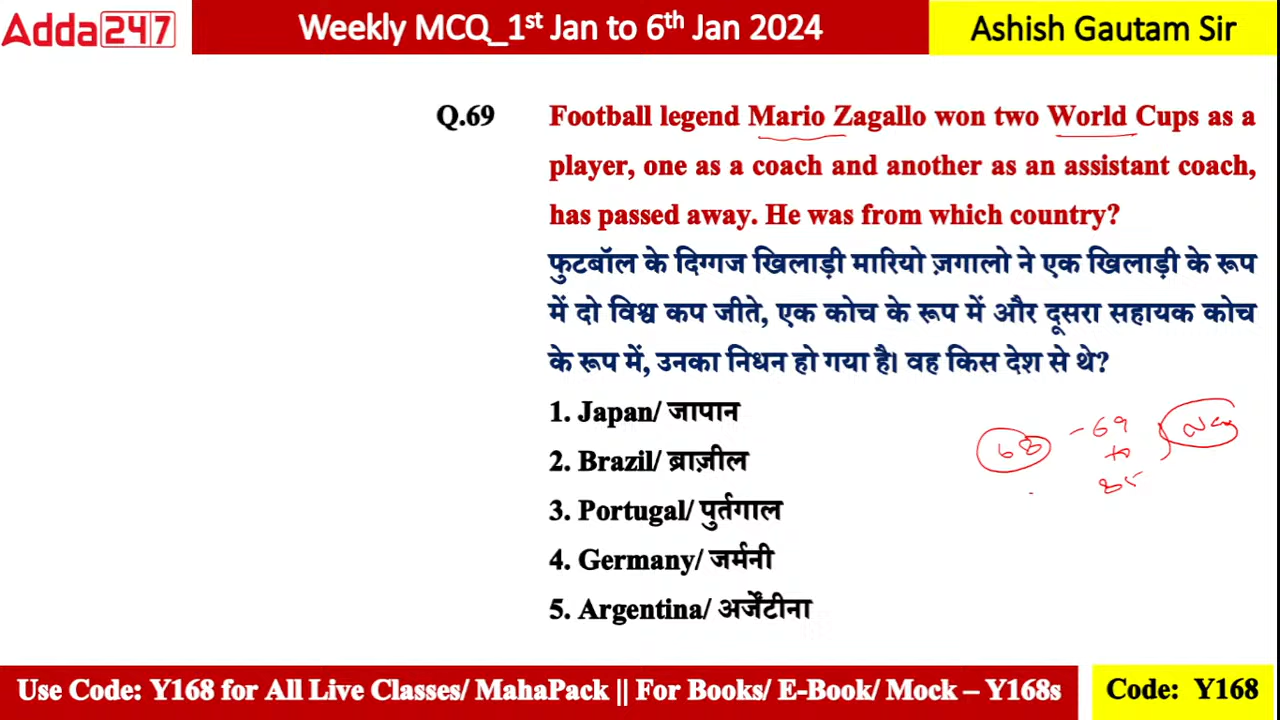 Adda247
Weekly MCQ_1st Jan to 6th Jan 2024
Ashish Gautam Sir
Q.69
Football legend Mario Zagallo won two World Cups as a
player, one as a coach and another as an assistant coach,
has passed away. He was from which country?
फुटबॉल के दिग्गज खिलाड़ी मारियो ज़गालो ने एक खिलाड़ी के रूप
में दो विश्व कप जीते, एक कोच के रूप में और दूसरा सहायक कोच
के रूप में, उनका निधन हो गया है। वह किस देश से थे?
1. Japan/ जापान
2. Brazil/ ब्राज़ील
3. Portugal/ पुर्तगाल
4. Germany/ जर्मनी
5. Argentina/ अर्जेंटीना
68
-69
to
85
Use Code: Y168 for All Live Classes/ MahaPack || For Books/ E-Book/ Mock – Y168s
Code: Y168